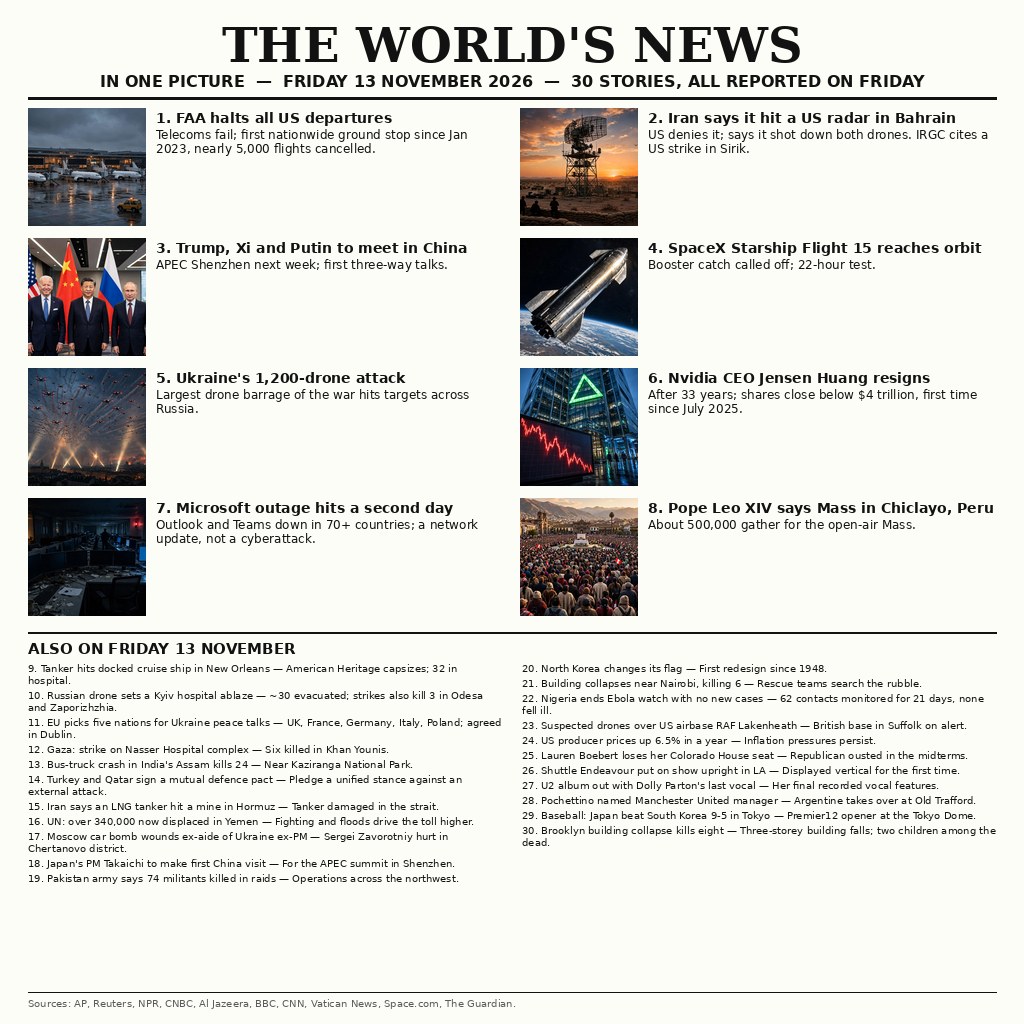 THE WORLD'S NEWS
IN ONE PICTURE — FRIDAY 13 NOVEMBER 2026 — 30 STORIES, ALL REPORTED ON FRIDAY
1. FAA halts all US departures
Telecoms fail; first nationwide ground stop since Jan
2023, nearly 5,000 flights cancelled.
2. Iran says it hit a US radar in Bahrain
US denies it; says it shot down both drones. IRGC cites a
US strike in Sirik.
3. Trump, Xi and Putin to meet in China
APEC Shenzhen next week; first three-way talks.
4. SpaceX Starship Flight 15 reaches orbit
Booster catch called off; 22-hour test.
5. Ukraine's 1,200-drone attack
Largest drone barrage of the war hits targets across
Russia.
6. Nvidia CEO Jensen Huang resigns
After 33 years; shares close below $4 trillion, first time
since July 2025.
7. Microsoft outage hits a second day
Outlook and Teams down in 70+ countries; a network
update, not a cyberattack.
8. Pope Leo XIV says Mass in Chiclayo, Peru
About 500,000 gather for the open-air Mass.
ALSO ON FRIDAY 13 NOVEMBER
9. Tanker hits docked cruise ship in New Orleans — American Heritage capsizes; 32 in
hospital.
10. Russian drone sets a Kyiv hospital ablaze — ~30 evacuated; strikes also kill 3 in Odesa
and Zaporizhzhia.
11. EU picks five nations for Ukraine peace talks — UK, France, Germany, Italy, Poland; agreed
in Dublin.
12. Gaza: strike on Nasser Hospital complex — Six killed in Khan Younis.
13. Bus-truck crash in India's Assam kills 24 — Near Kaziranga National Park.
14. Turkey and Qatar sign a mutual defence pact — Pledge a unified stance against an
external attack.
15. Iran says an LNG tanker hit a mine in Hormuz — Tanker damaged in the strait.
16. UN: over 340,000 now displaced in Yemen — Fighting and floods drive the toll higher.
17. Moscow car bomb wounds ex-aide of Ukraine ex-PM — Sergei Zavorotniy hurt in
Chertanovo district.
18. Japan's PM Takaichi to make first China visit — For the APEC summit in Shenzhen.
19. Pakistan army says 74 militants killed in raids — Operations across the northwest.
20. North Korea changes its flag — First redesign since 1948.
21. Building collapses near Nairobi, killing 6 — Rescue teams search the rubble.
22. Nigeria ends Ebola watch with no new cases — 62 contacts monitored for 21 days, none
fell ill.
23. Suspected drones over US airbase RAF Lakenheath — British base in Suffolk on alert.
24. US producer prices up 6.5% in a year — Inflation pressures persist.
25. Lauren Boebert loses her Colorado House seat — Republican ousted in the midterms.
26. Shuttle Endeavour put on show upright in LA — Displayed vertical for the first time.
27. U2 album out with Dolly Parton's last vocal — Her final recorded vocal features.
28. Pochettino named Manchester United manager — Argentine takes over at Old Trafford.
29. Baseball: Japan beat South Korea 9-5 in Tokyo — Premier12 opener at the Tokyo Dome.
30. Brooklyn building collapse kills eight — Three-storey building falls; two children among the
dead.
Sources: AP, Reuters, NPR, CNBC, Al Jazeera, BBC, CNN, Vatican News, Space.com, The Guardian.